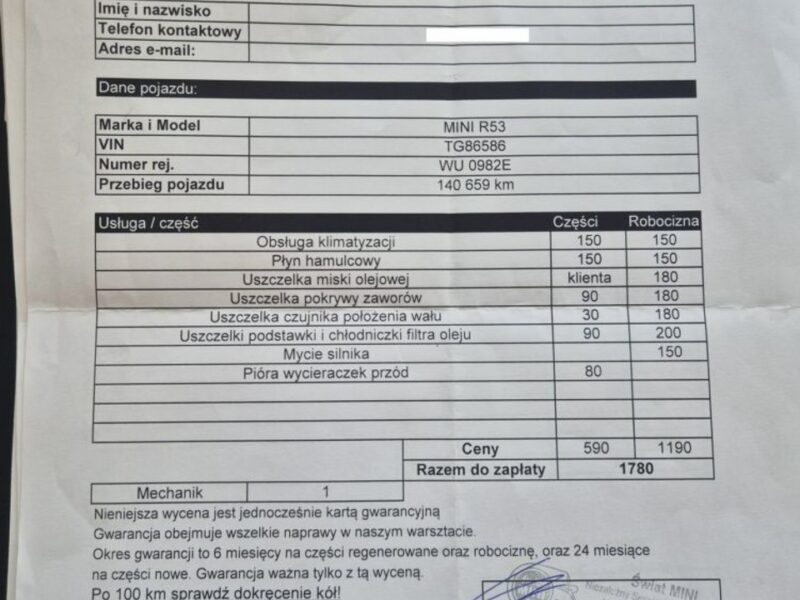 Imię i nazwisko
Telefon kontaktowy
Adres e-mail:
Dane pojazdu:
Marka i Model MINI R53
VIN TG86586
Numer rej. WU 0982E
Przebieg pojazdu 140 659 km
Usługa / część Części Robocizna
Obsługa klimatyzacji 150 150
Płyn hamulcowy 150 150
Uszczelka miski olejowej klienta 180
Uszczelka pokrywy zaworów 90 180
Uszczelka czujnika położenia wału 30 180
Uszczelki podstawki i chłodniczki filtra oleju 90 200
Mycie silnika 150
Pióra wycieraczek przód 80
Ceny 590 1190
Razem do zapłaty 1780
Mechanik 1
Nieniejsza wycena jest jednocześnie kartą gwarancyjną
Gwarancja obejmuje wszelkie naprawy w naszym warsztacie.
Okres gwarancji to 6 miesięcy na części regenerowane oraz robociznę, oraz 24 miesiące
na części nowe. Gwarancja ważna tylko z tą wyceną.
Po 100 km sprawdź dokręcenie kół!
Świat MINI